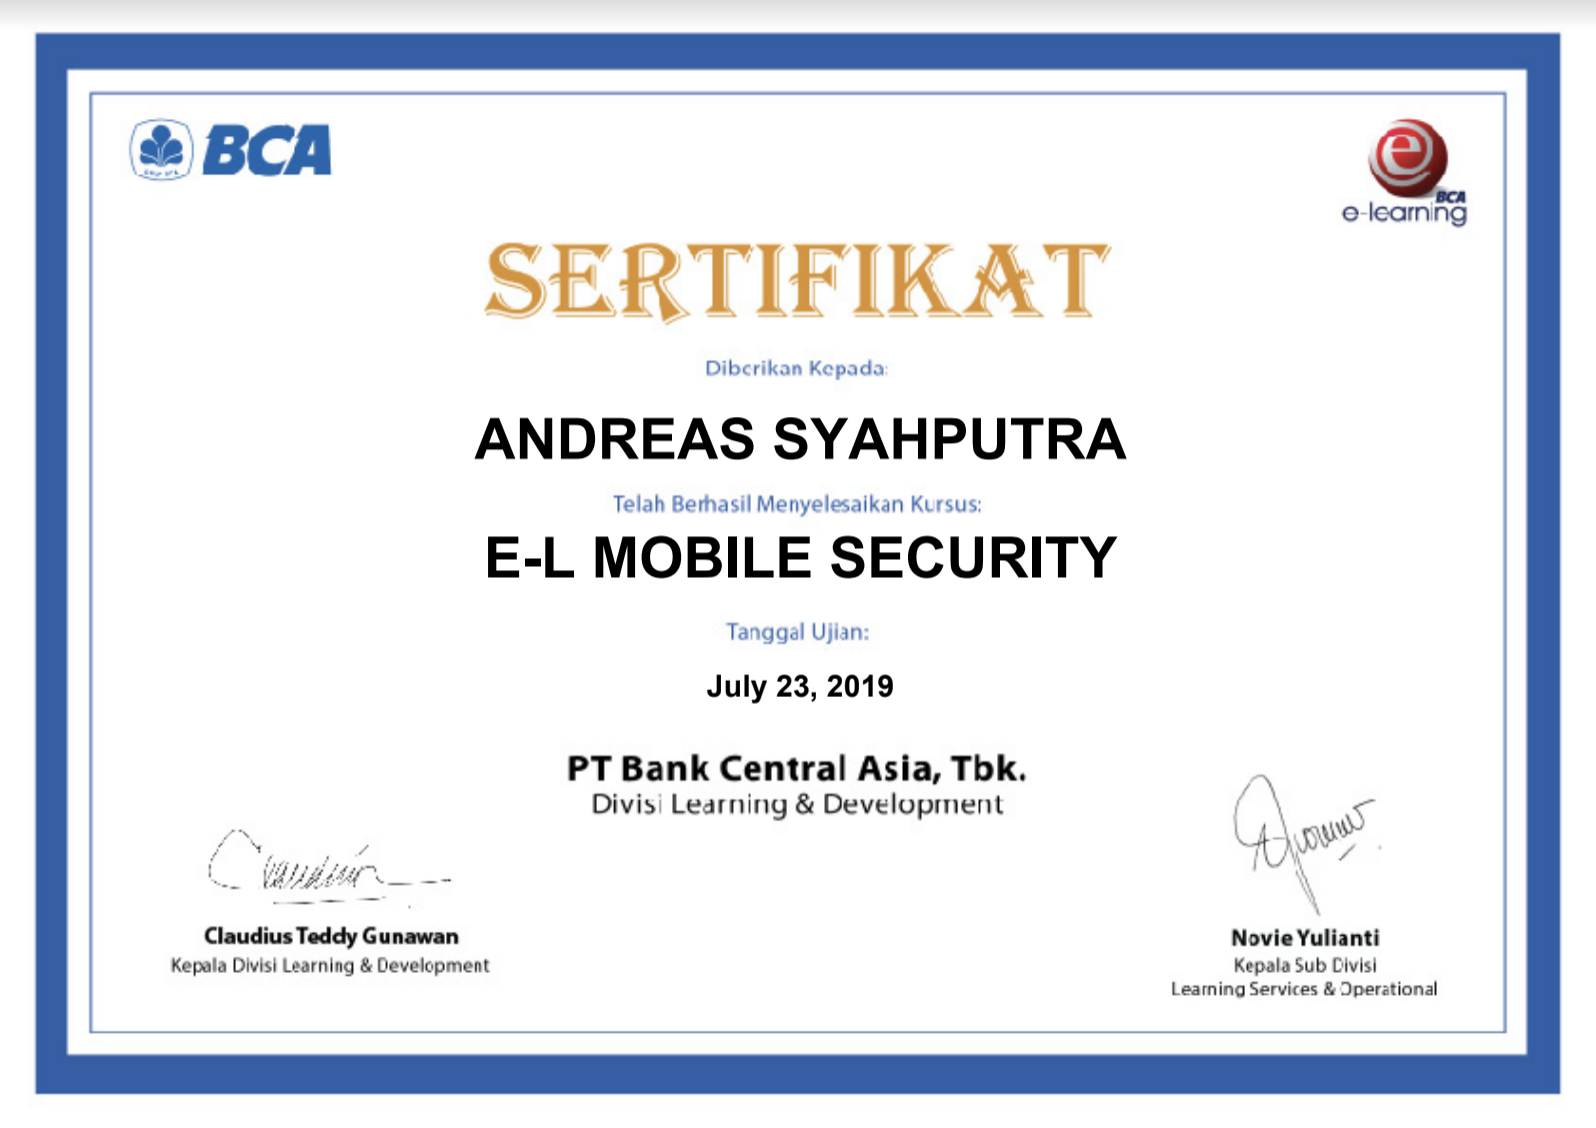 BCA
e
BCA
e-learning
SERTIFIKAT
Diberikan Kepada:
ANDREAS SYAHPUTRA
Telah Berhasil Menyelesaikan Kursus:
E-L MOBILE SECURITY
Tanggal Ujian:
July 23, 2019
PT Bank Central Asia, Tbk.
Divisi Learning & Development
Claudius Teddy Gunawan
Kepala Divisi Learning & Development
Novie Yulianti
Kepala Sub Divisi
Learning Services & Operational